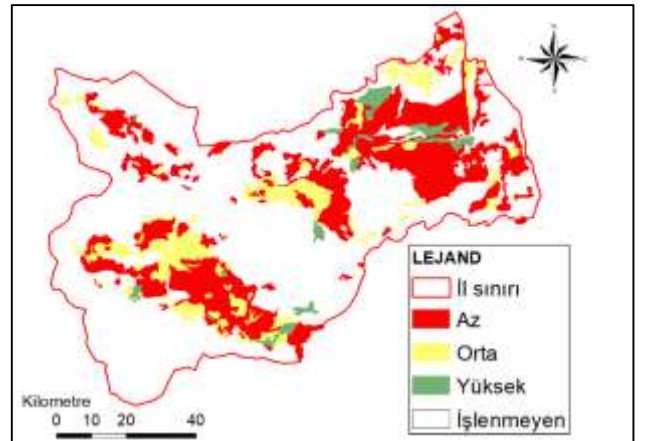 LEJAND
İl sınırı
Az
Orta
Yüksek
İşlenmeyen
Kilometre
0 10 20 40